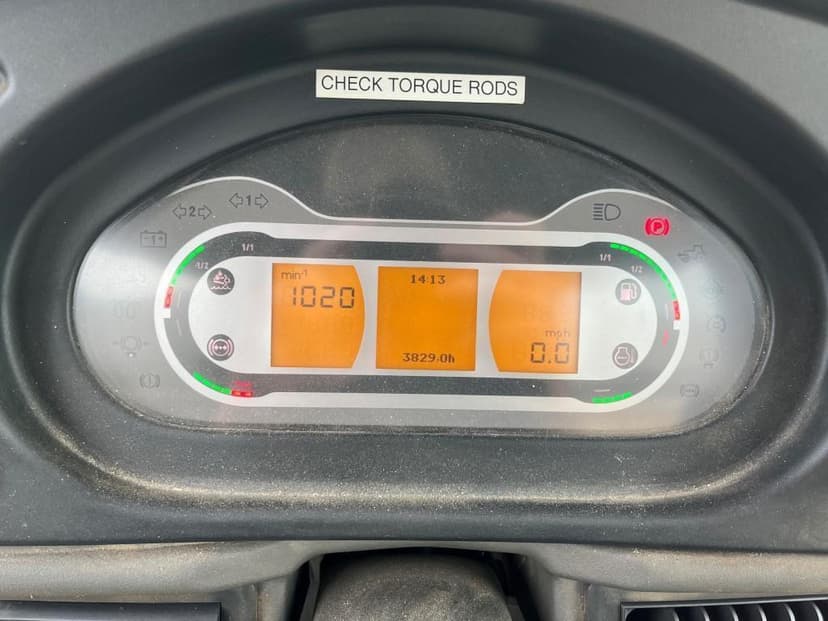 CHECK TORQUE RODS
2
1
1/1
1/2
1/1
1/2
P
min-1
1020
14:13
3829.0h
mph
0.0